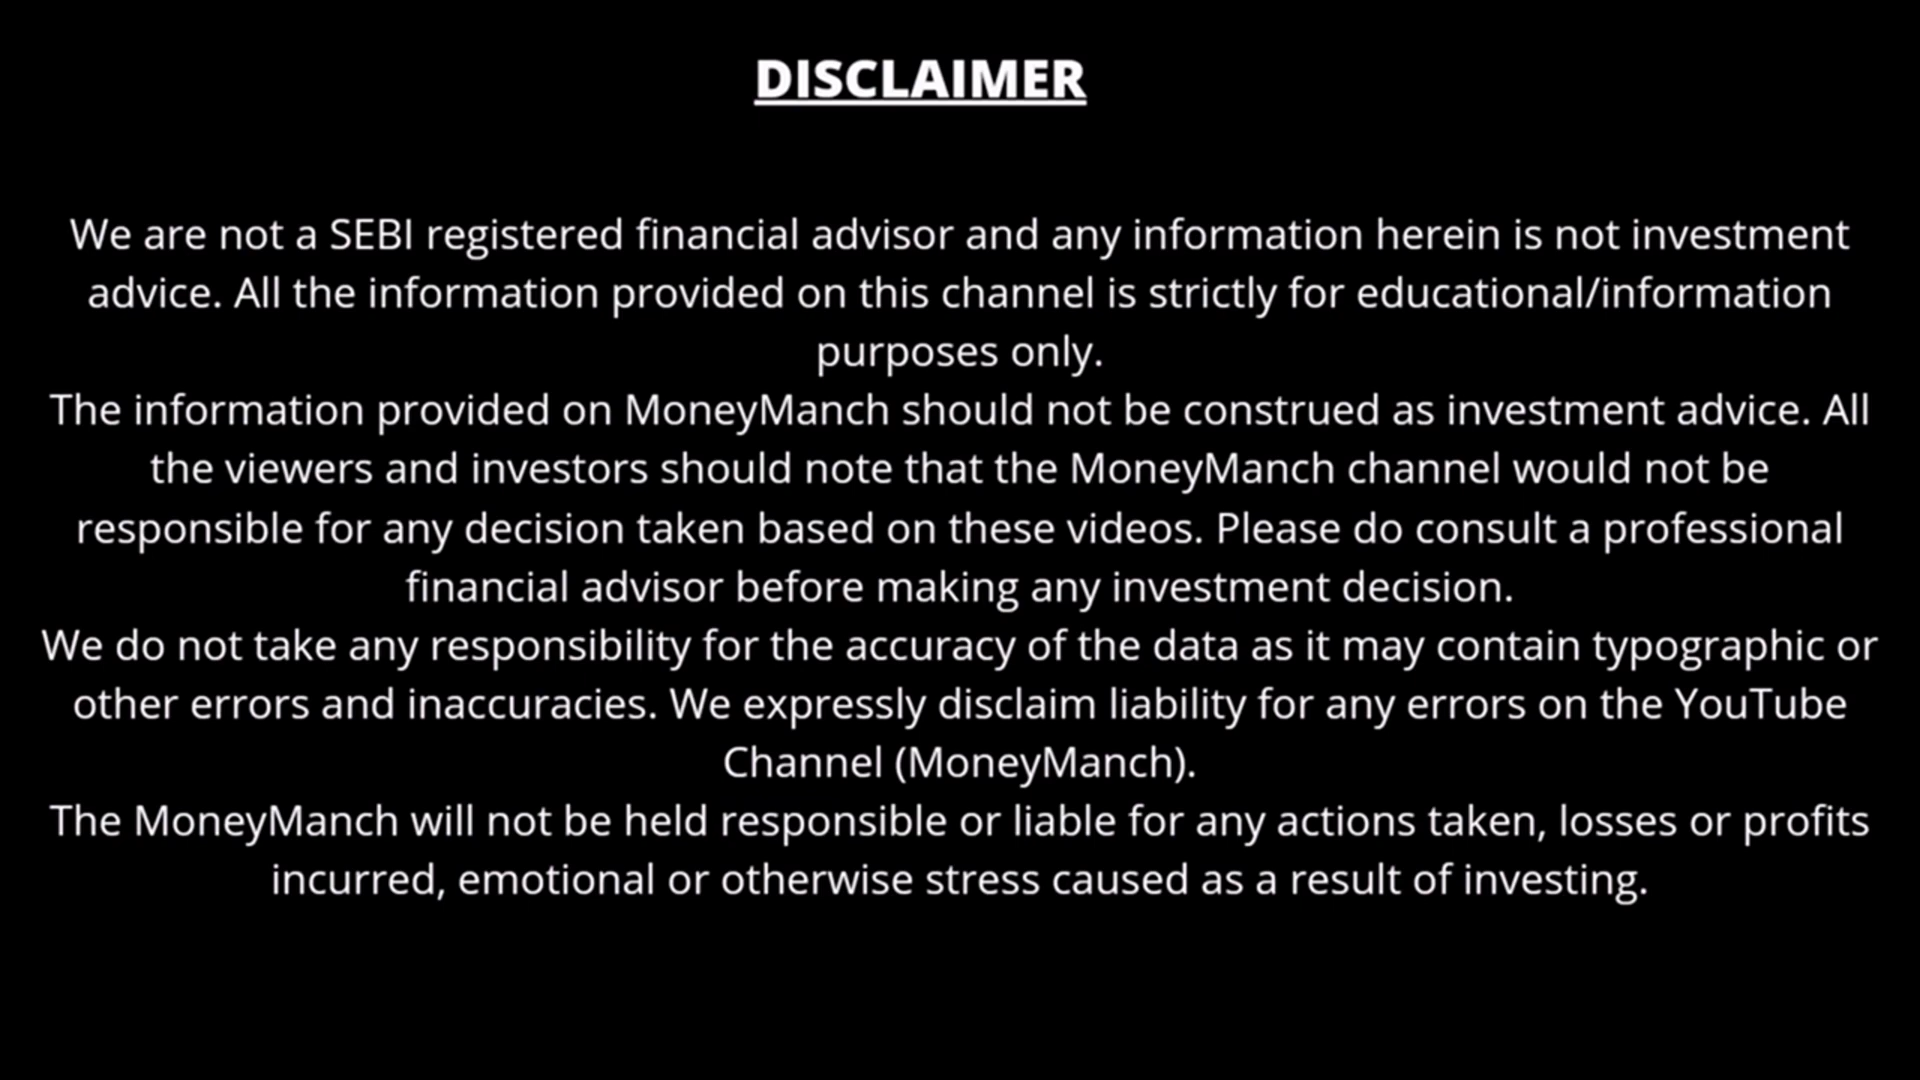 DISCLAIMER
We are not a SEBI registered financial advisor and any information herein is not investment
advice. All the information provided on this channel is strictly for educational/information
purposes only.
The information provided on MoneyManch should not be construed as investment advice. All
the viewers and investors should note that the MoneyManch channel would not be
responsible for any decision taken based on these videos. Please do consult a professional
financial advisor before making any investment decision.
We do not take any responsibility for the accuracy of the data as it may contain typographic or
other errors and inaccuracies. We expressly disclaim liability for any errors on the YouTube
Channel (MoneyManch).
The MoneyManch will not be held responsible or liable for any actions taken, losses or profits
incurred, emotional or otherwise stress caused as a result of investing.